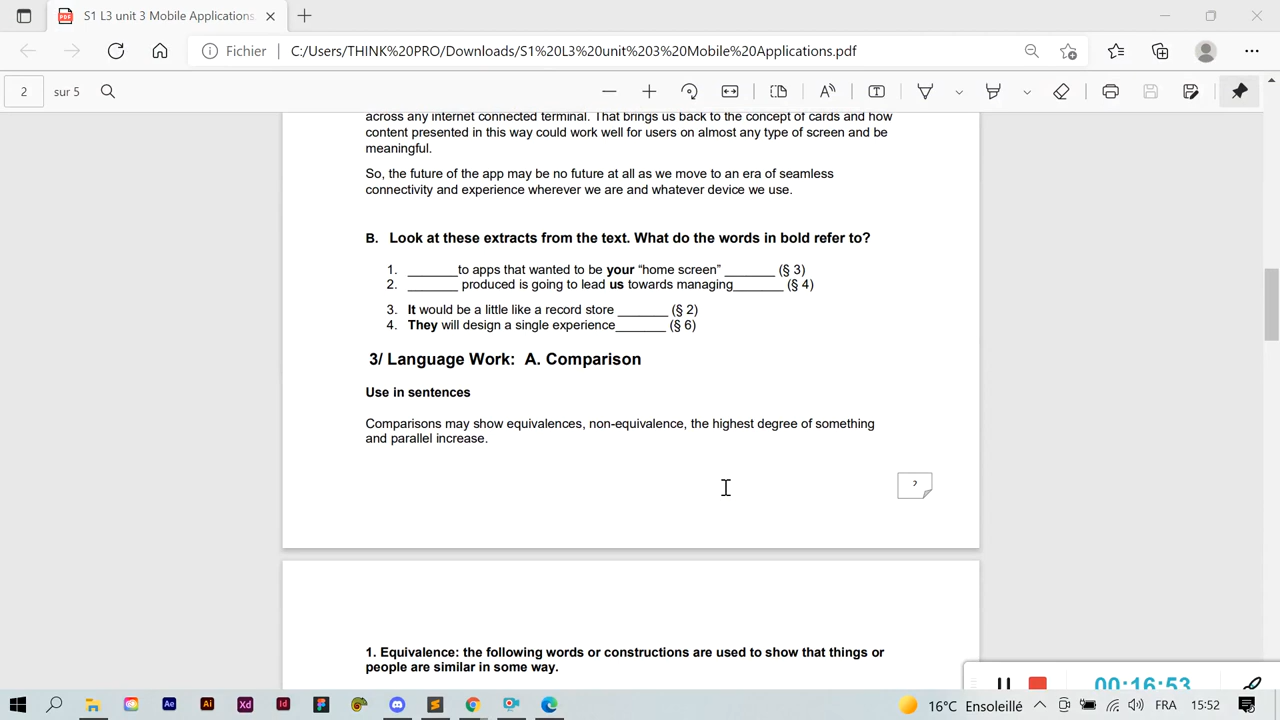 S1 L3 unit 3 Mobile Applications
Fichier C:/Users/THINK%20PRO/Downloads/S1%20L3%20unit%203%20Mobile%20Applications.pdf
2 sur 5
across any internet connected terminal. That brings us back to the concept of cards and how
content presented in this way could work well for users on almost any type of screen and be
meaningful.
So, the future of the app may be no future at all as we move to an era of seamless
connectivity and experience wherever we are and whatever device we use.
B. Look at these extracts from the text. What do the words in bold refer to?
1. _______to apps that wanted to be your “home screen” _______ (§ 3)
2. _______ produced is going to lead us towards managing_______ (§ 4)
3. It would be a little like a record store _______ (§ 2)
4. They will design a single experience_______ (§ 6)
3/ Language Work: A. Comparison
Use in sentences
Comparisons may show equivalences, non-equivalence, the highest degree of something
and parallel increase.
2
1. Equivalence: the following words or constructions are used to show that things or
people are similar in some way.
00:16:53
Ae Ai Xd Id
16°C Ensoleillé FRA 15:52